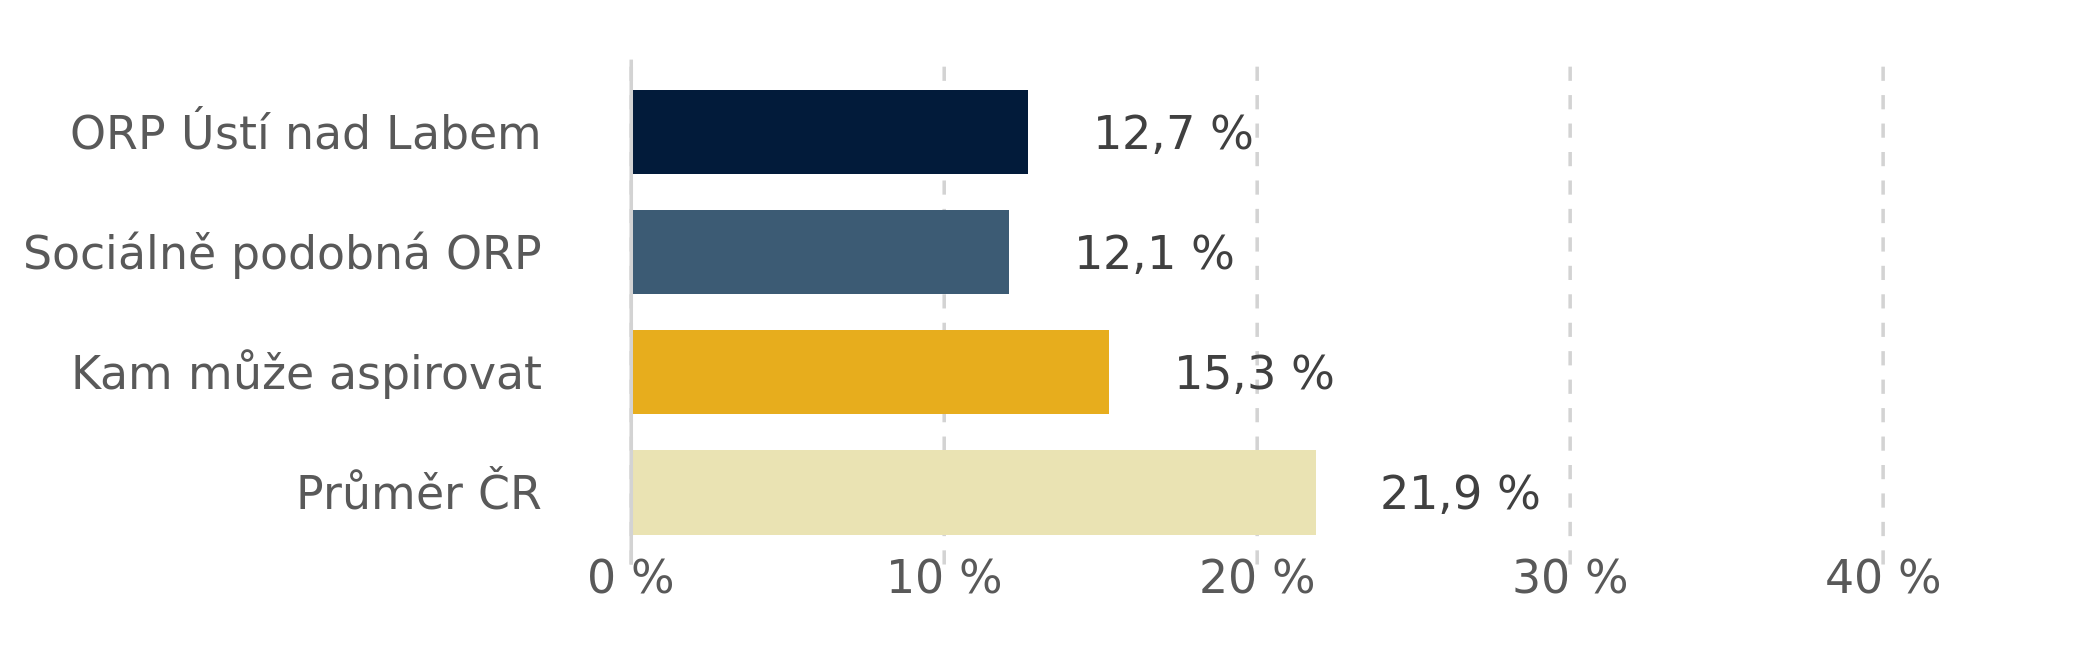 ORP Ústí nad Labem 12,7 %
Sociálně podobná ORP 12,1 %
Kam může aspirovat 15,3 %
Průměr ČR 21,9 %
0 % 10 % 20 % 30 % 40 %